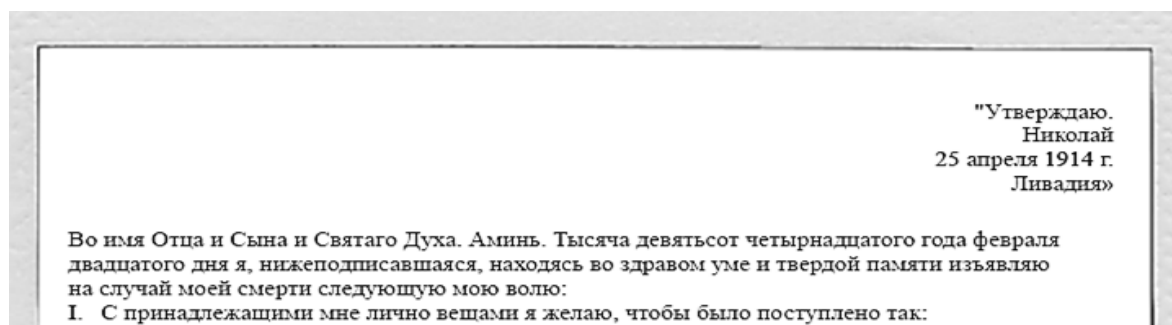 "Утверждаю.
Николай
25 апреля 1914 г.
Ливадия»
Во имя Отца и Сына и Святаго Духа. Аминь. Тысяча девятьсот четырнадцатого года февраля
двадцатого дня я, нижеподписавшаяся, находясь во здравом уме и твердой памяти изъявляю
на случай моей смерти следующую мою волю:
I. С принадлежащими мне лично вещами я желаю, чтобы было поступлено так: